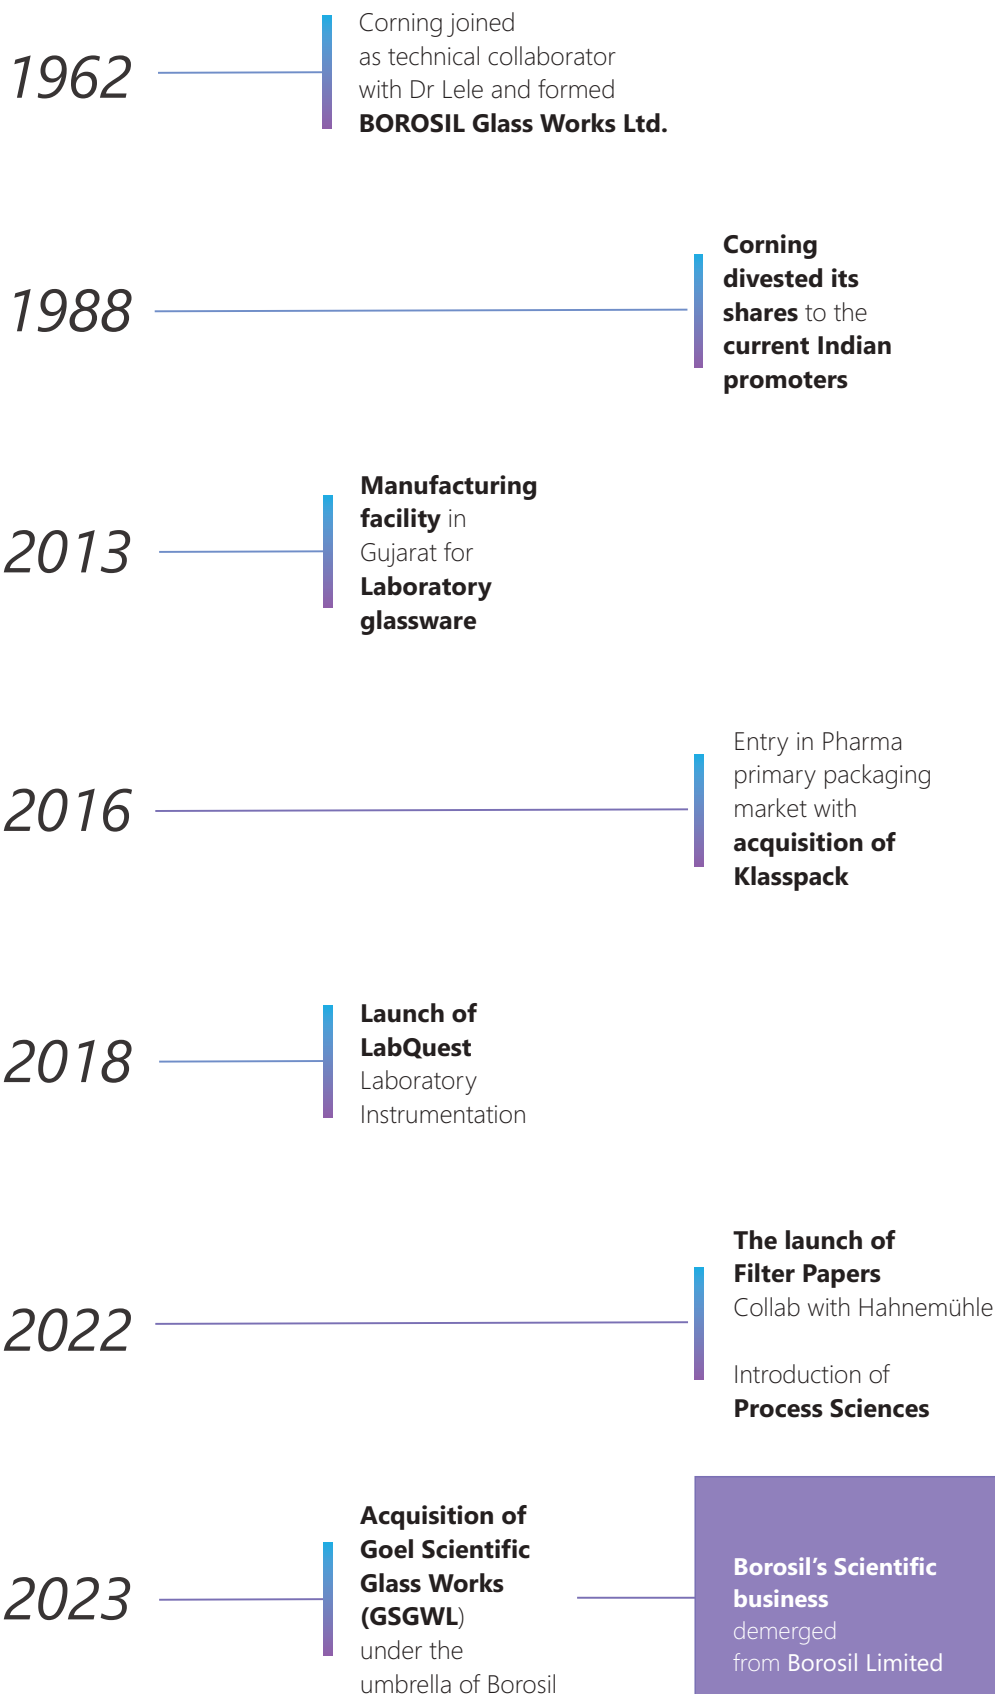 1962
Corning joined
as technical collaborator
with Dr Lele and formed
BOROSIL Glass Works Ltd.
1988
Corning
divested its
shares to the
current Indian
promoters
2013
Manufacturing
facility in
Gujarat for
Laboratory
glassware
2016
Entry in Pharma
primary packaging
market with
acquisition of
Klasspack
2018
Launch of
LabQuest
Laboratory
Instrumentation
2022
The launch of
Filter Papers
Collab with Hahnemühle
Introduction of
Process Sciences
2023
Acquisition of
Goel Scientific
Glass Works
(GSGWL)
under the
umbrella of Borosil
Borosil’s Scientific
business
demerged
from Borosil Limited